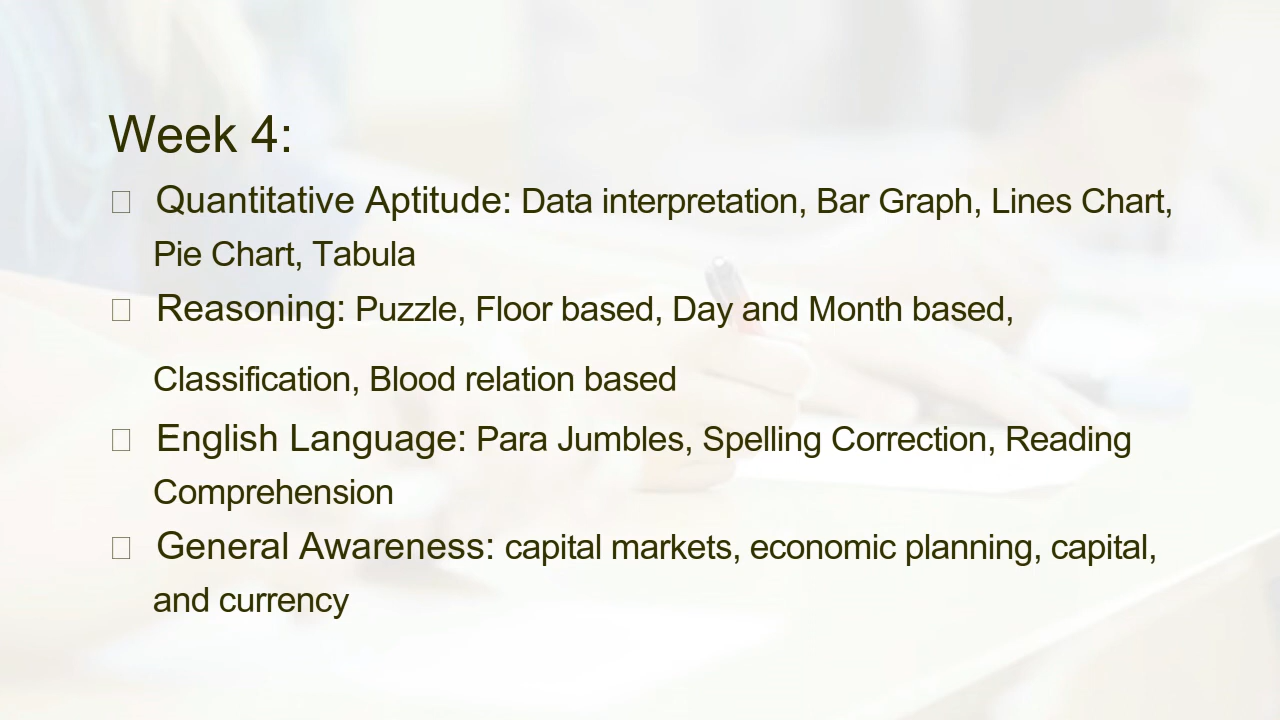 Week 4:
Quantitative Aptitude: Data interpretation, Bar Graph, Lines Chart,
Pie Chart, Tabula
Reasoning: Puzzle, Floor based, Day and Month based,
Classification, Blood relation based
English Language: Para Jumbles, Spelling Correction, Reading
Comprehension
General Awareness: capital markets, economic planning, capital,
and currency